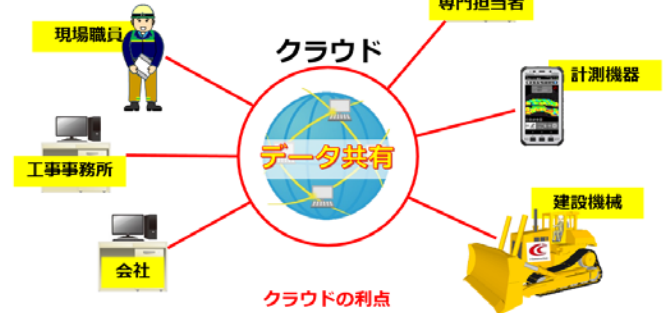 専門担当者
現場職員
クラウド
計測機器
データ共有
工事事務所
建設機械
会社
クラウドの利点